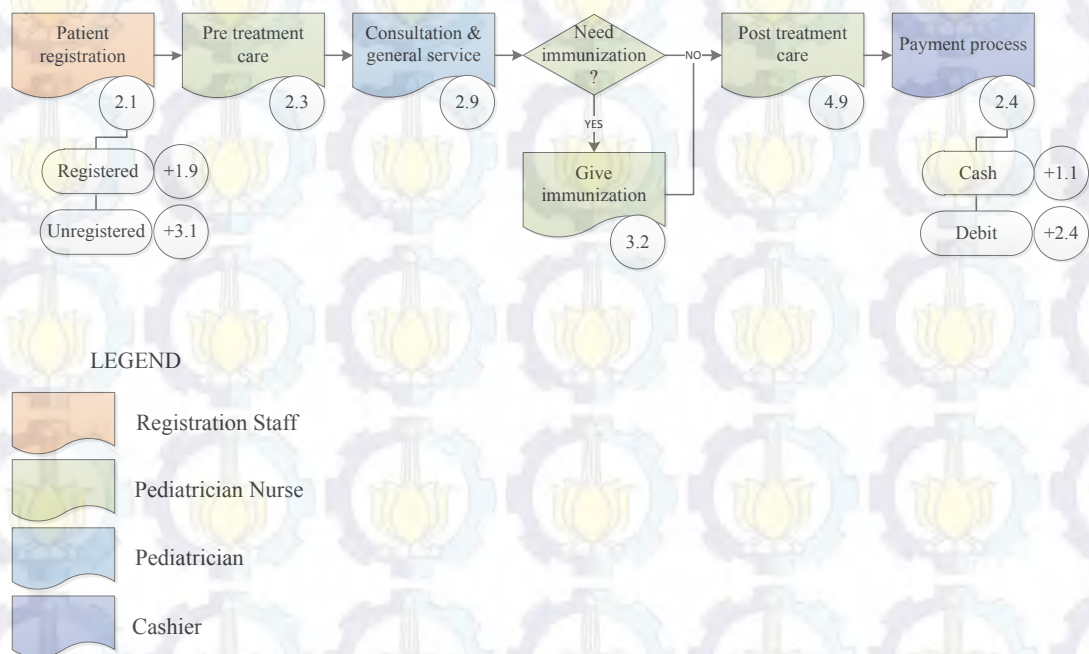 Patient
registration
2.1
Registered
+1.9
Unregistered
+3.1
Pre treatment
care
2.3
Consultation &
general service
2.9
Need
immunization
?
NO
YES
Give
immunization
3.2
Post treatment
care
4.9
Payment process
2.4
Cash
+1.1
Debit
+2.4
LEGEND
Registration Staff
Pediatrician Nurse
Pediatrician
Cashier